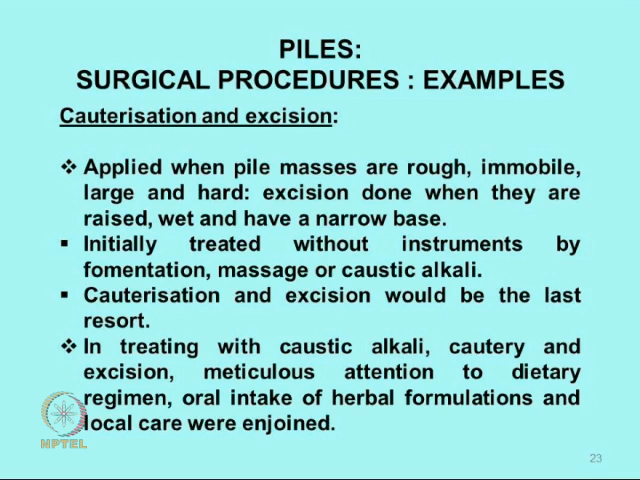 PILES:
SURGICAL PROCEDURES : EXAMPLES
Cauterisation and excision:
❖ Applied when pile masses are rough, immobile,
large and hard: excision done when they are
raised, wet and have a narrow base.
▪ Initially treated without instruments by
fomentation, massage or caustic alkali.
▪ Cauterisation and excision would be the last
resort.
❖ In treating with caustic alkali, cautery and
excision, meticulous attention to dietary
regimen, oral intake of herbal formulations and
local care were enjoined.
NPTEL
23